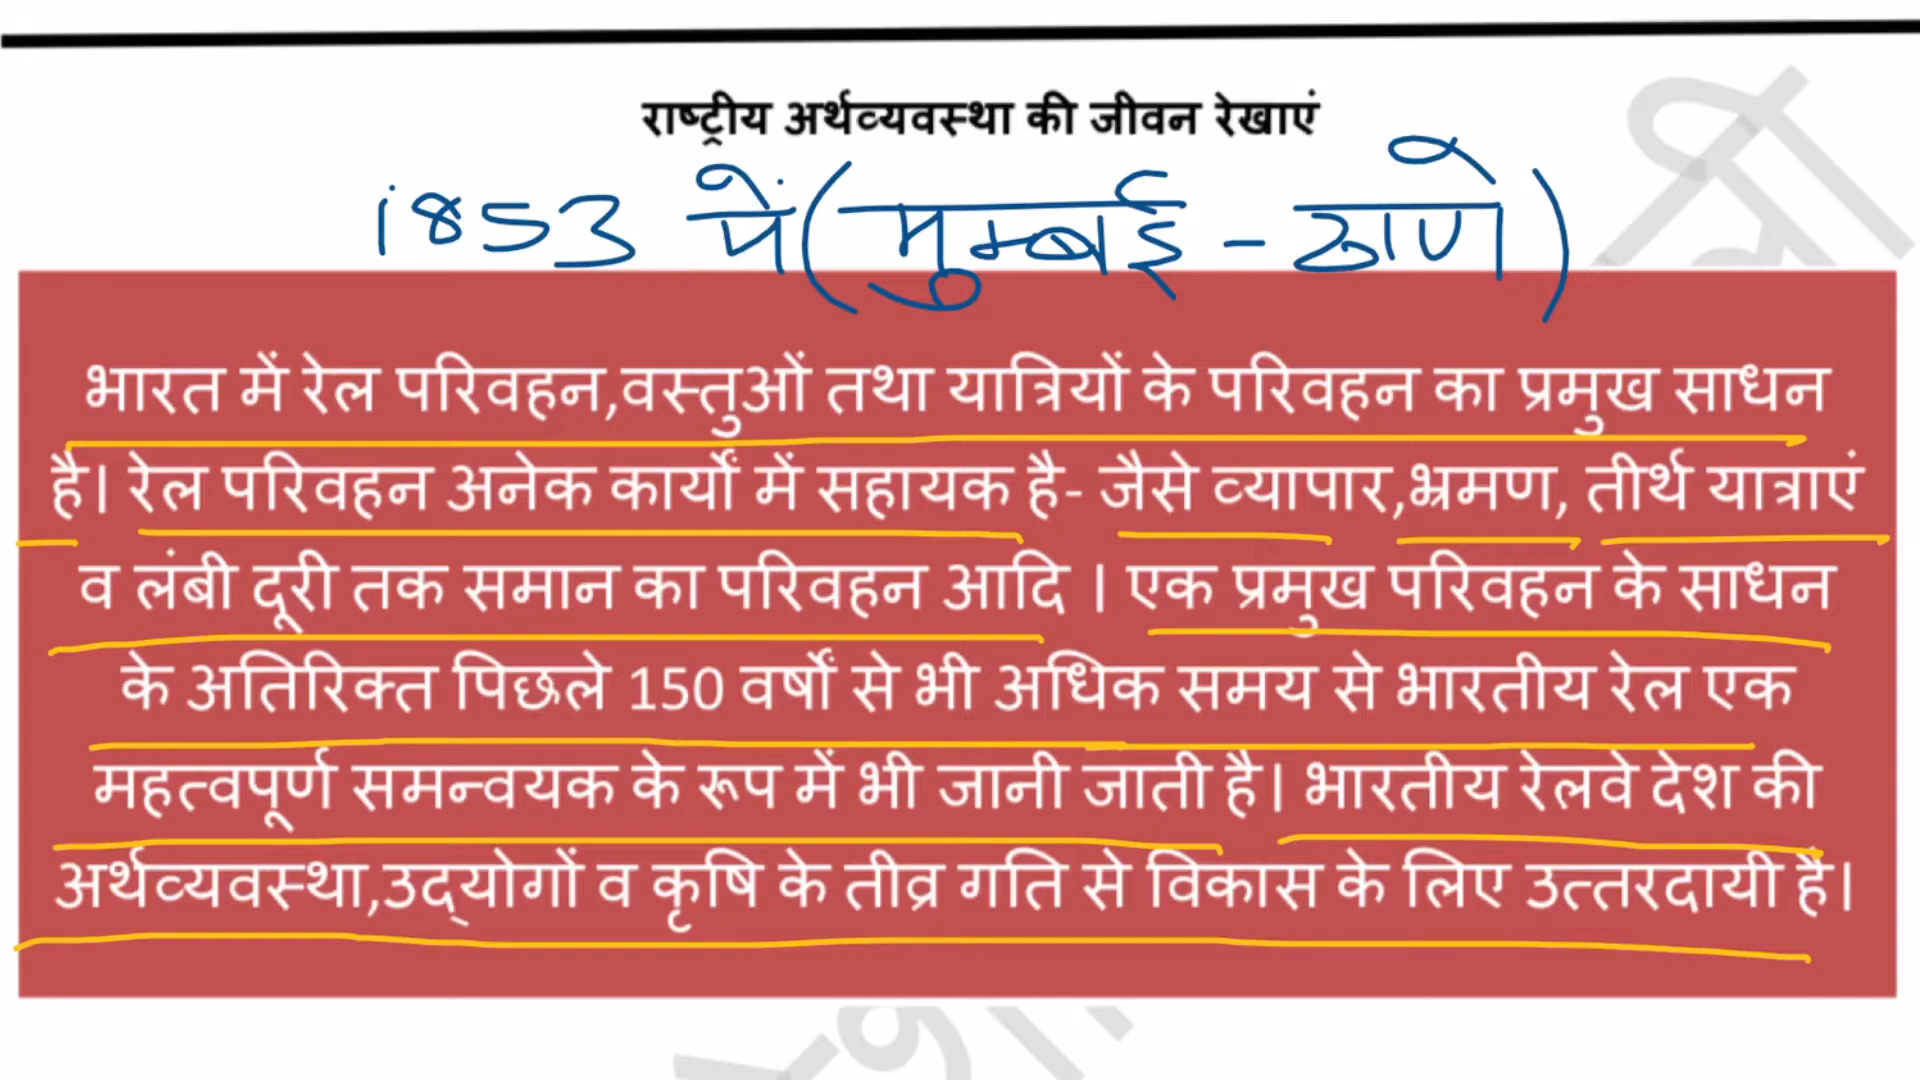 राष्ट्रीय अर्थव्यवस्था की जीवन रेखाएं
1853 में (मुम्बई - ठाणे)
भारत में रेल परिवहन,वस्तुओं तथा यात्रियों के परिवहन का प्रमुख साधन
है। रेल परिवहन अनेक कार्यों में सहायक है- जैसे व्यापार,भ्रमण, तीर्थ यात्राएं
व लंबी दूरी तक समान का परिवहन आदि । एक प्रमुख परिवहन के साधन
के अतिरिक्त पिछले 150 वर्षों से भी अधिक समय से भारतीय रेल एक
महत्वपूर्ण समन्वयक के रूप में भी जानी जाती है। भारतीय रेलवे देश की
अर्थव्यवस्था,उद्योगों व कृषि के तीव्र गति से विकास के लिए उत्तरदायी है।